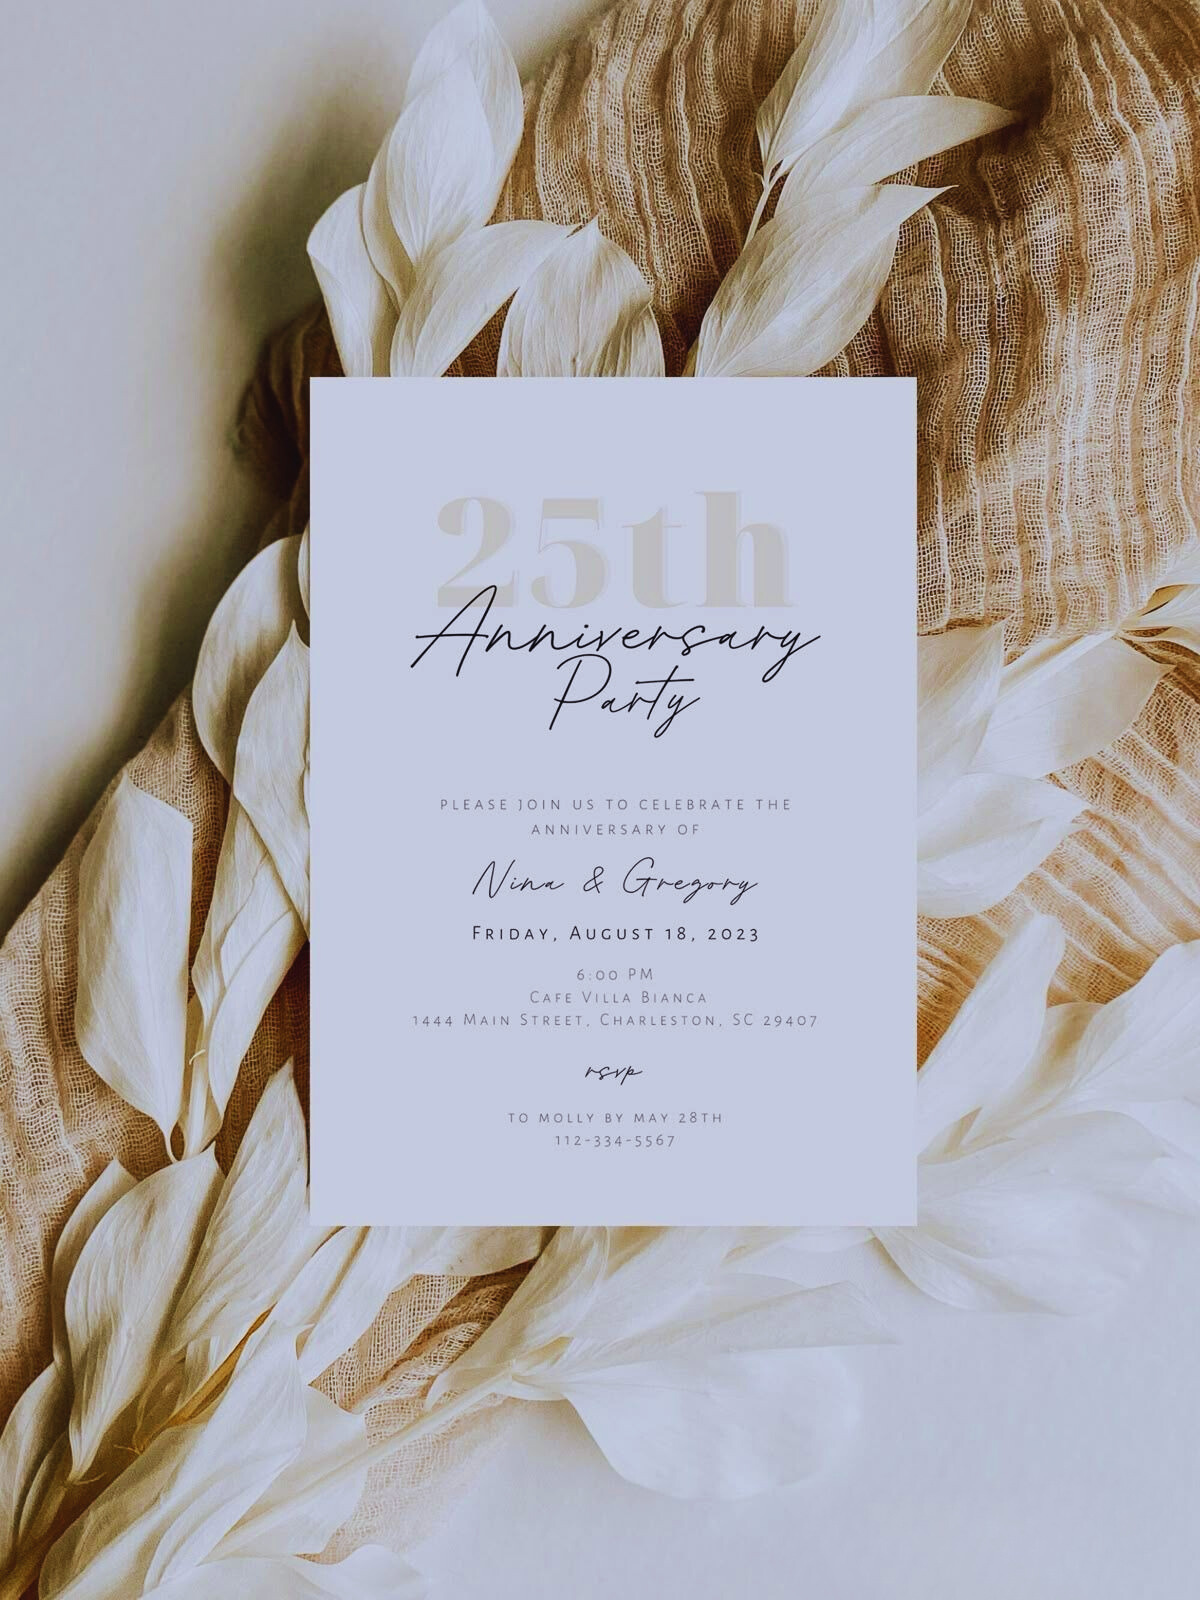 25th
Anniversary
Party
PLEASE JOIN US TO CELEBRATE THE
ANNIVERSARY OF
Nina & Gregory
FRIDAY, AUGUST 18, 2023
6:00 PM
CAFE VILLA BIANCA
1444 MAIN STREET, CHARLESTON, SC 29407
rsvp
TO MOLLY BY MAY 28TH
112-334-5567